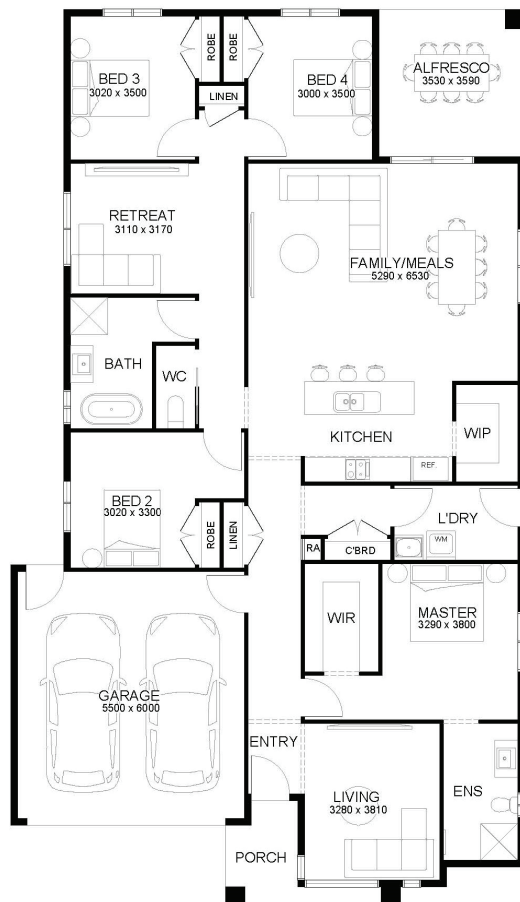 ROBE
ROBE
BED 3
3020 x 3500
BED 4
3000 x 3500
ALFRESCO
3530 x 3590
LINEN
RETREAT
3110 x 3170
FAMILY/MEALS
5290 x 6530
BATH
WC
KITCHEN
WIP
REF.
BED 2
3020 x 3300
ROBE
LINEN
L'DRY
WM
RA
C'BRD
WIR
MASTER
3290 x 3800
GARAGE
5500 x 6000
ENTRY
LIVING
3280 x 3810
ENS
PORCH